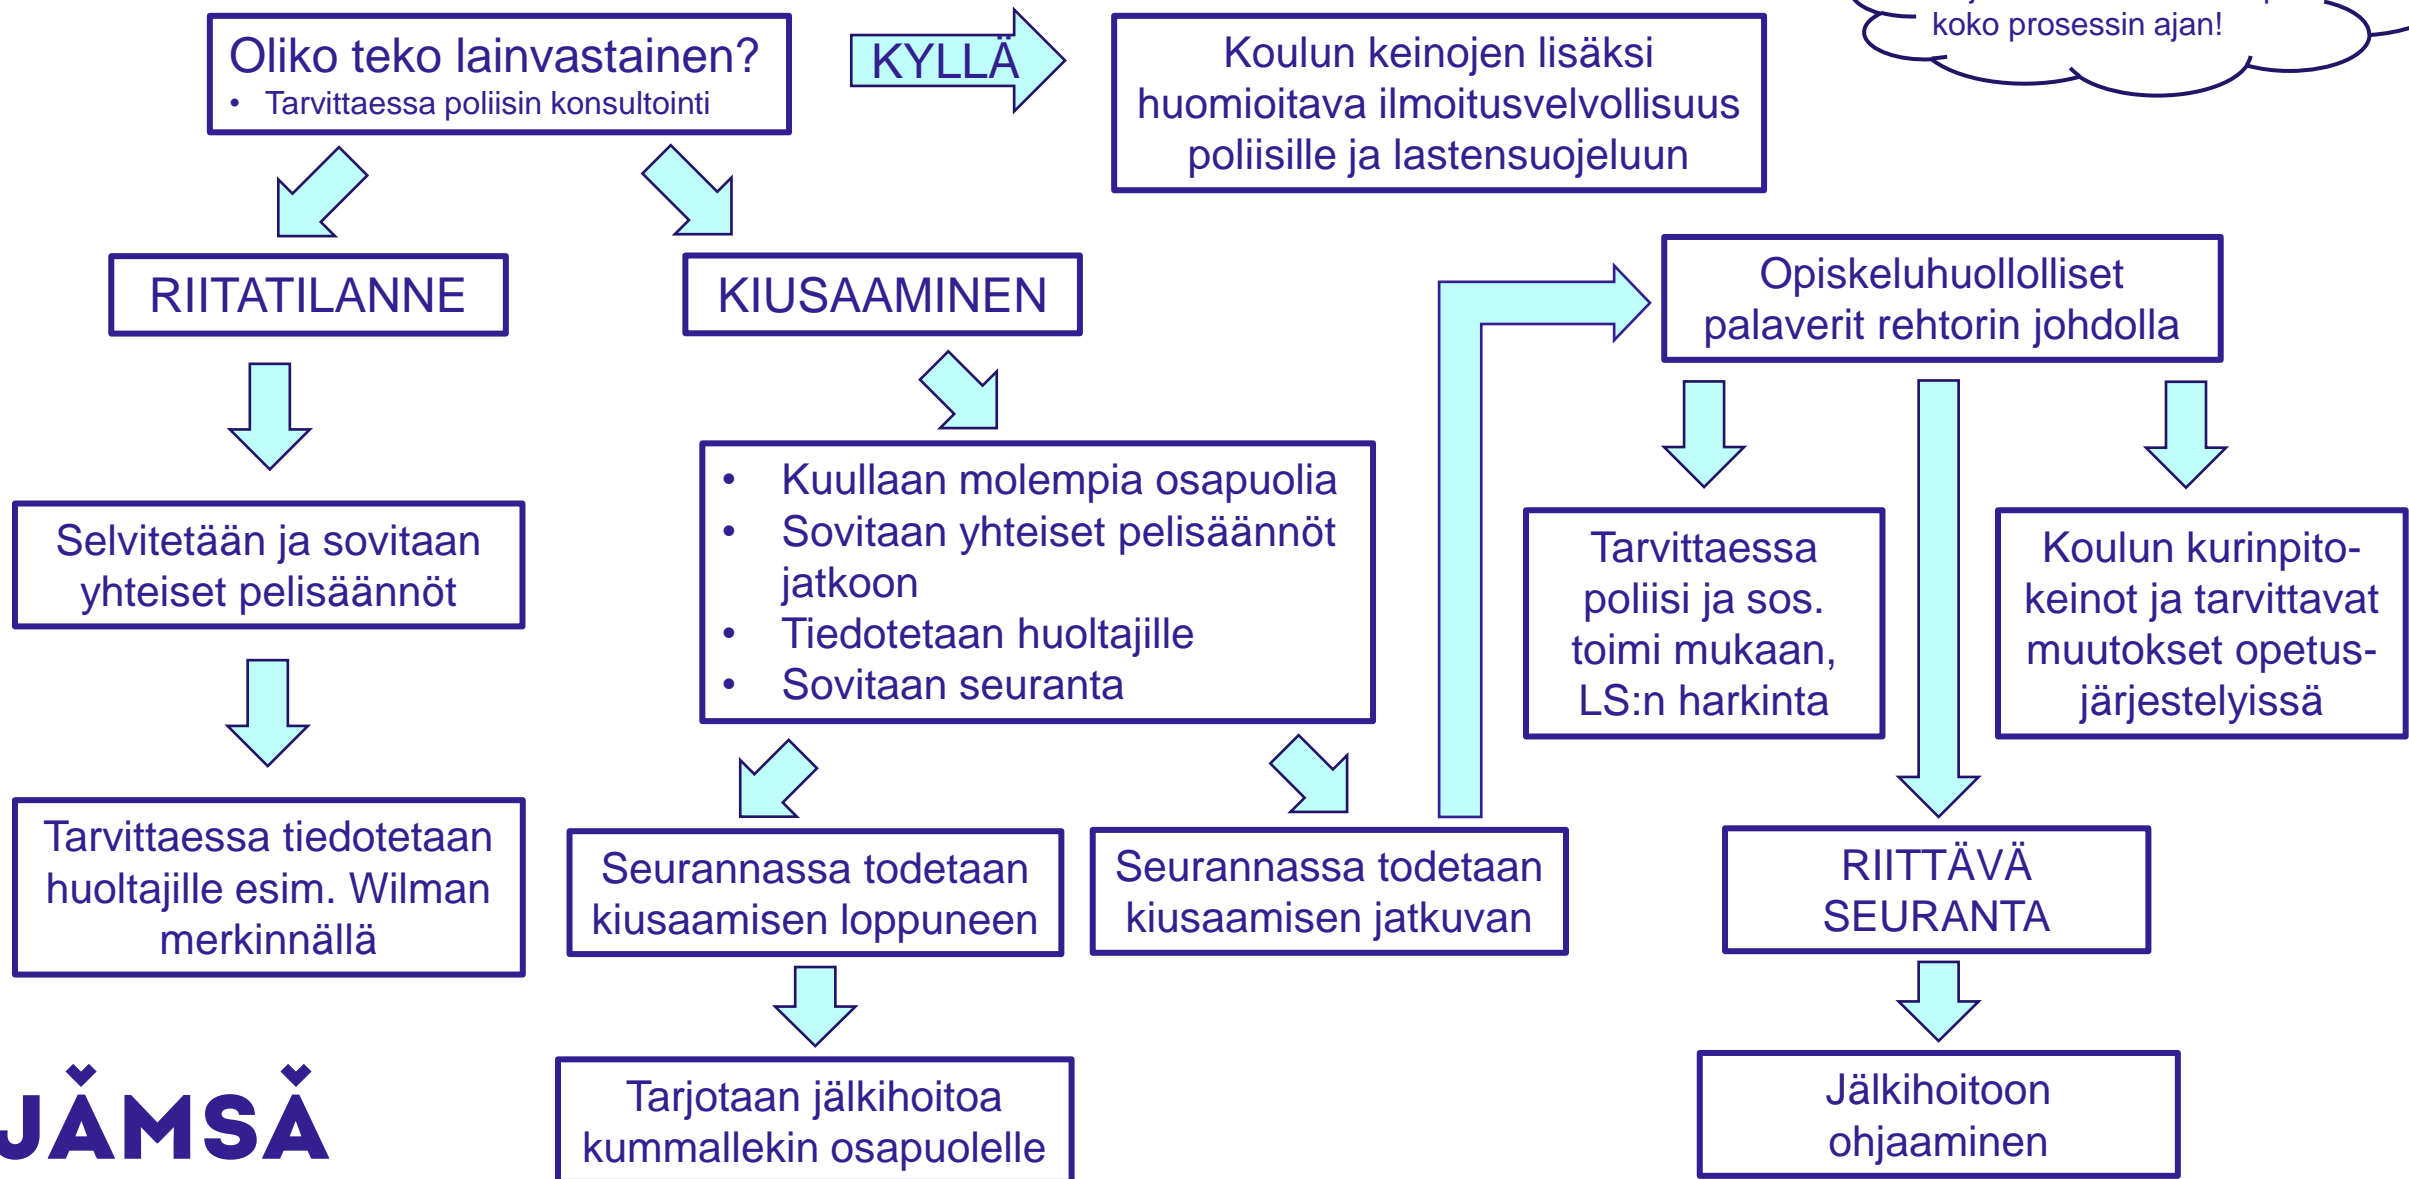 koko prosessin ajan!
Oliko teko lainvastainen?
• Tarvittaessa poliisin konsultointi
KYLLÄ
Koulun keinojen lisäksi
huomioitava ilmoitusvelvollisuus
poliisille ja lastensuojeluun
RIITATILANNE
KIUSAAMINEN
Opiskeluhuollolliset
palaverit rehtorin johdolla
Selvitetään ja sovitaan
yhteiset pelisäännöt
• Kuullaan molempia osapuolia
• Sovitaan yhteiset pelisäännöt
jatkoon
• Tiedotetaan huoltajille
• Sovitaan seuranta
Tarvittaessa
poliisi ja sos.
toimi mukaan,
LS:n harkinta
Koulun kurinpito-
keinot ja tarvittavat
muutokset opetus-
järjestelyissä
Tarvittaessa tiedotetaan
huoltajille esim. Wilman
merkinnällä
Seurannassa todetaan
kiusaamisen loppuneen
Seurannassa todetaan
kiusaamisen jatkuvan
RIITTÄVÄ
SEURANTA
Tarjotaan jälkihoitoa
kummallekin osapuolelle
Jälkihoitoon
ohjaaminen
JÄMSÄ